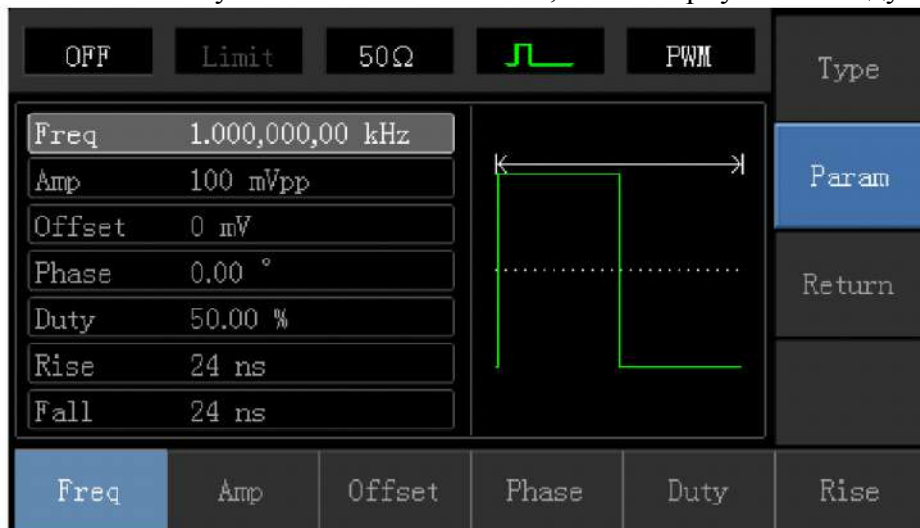 OFF Limit 50Ω PWM Type
Freq 1.000,000,00 kHz
Amp 100 mVpp
Param
Offset 0 mV
Phase 0.00 °
Return
Duty 50.00 %
Rise 24 ns
Fall 24 ns
Freq Amp Offset Phase Duty Rise